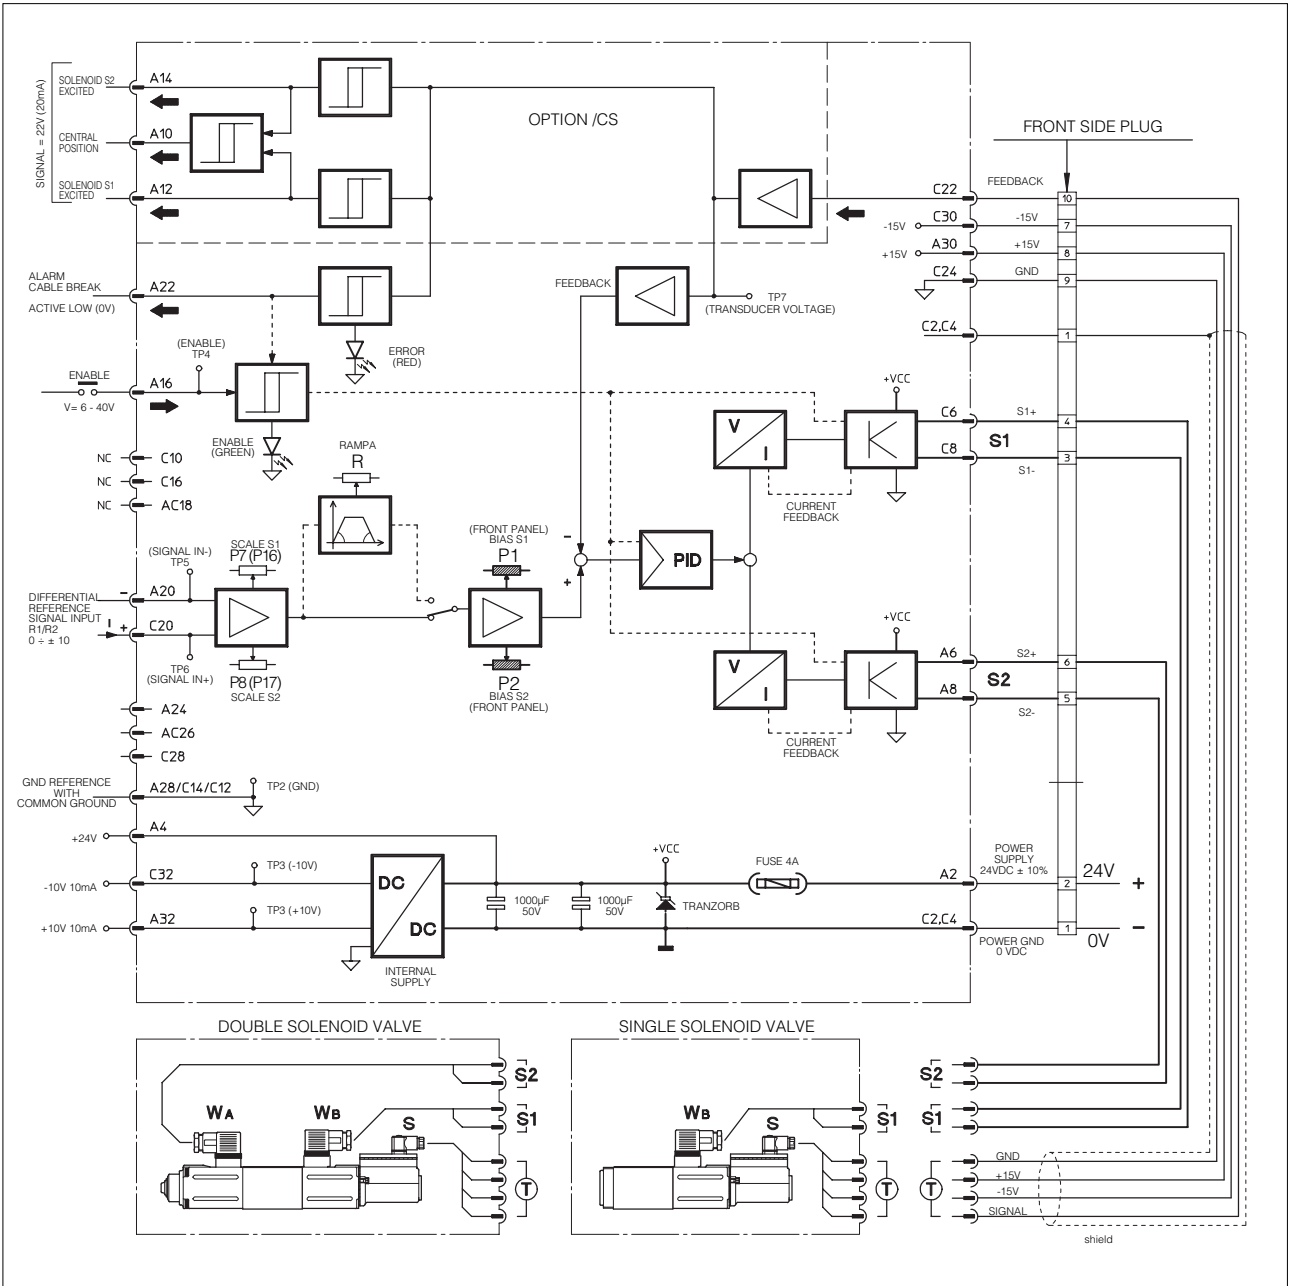 SIGNAL = 22V (20mA)
SOLENOID S2
EXCITED
A14
CENTRAL
POSITION
A10
SOLENOID S1
EXCITED
A12
OPTION /CS
FRONT SIDE PLUG
C22
FEEDBACK
10
-15V
C30
-15V
7
+15V
A30
+15V
8
C24
GND
9
C2,C4
1
ALARM
CABLE BREAK
ACTIVE LOW (0V)
A22
FEEDBACK
TP7
(TRANSDUCER VOLTAGE)
ERROR
(RED)
(ENABLE)
TP4
ENABLE
V= 6 - 40V
A16
ENABLE
(GREEN)
NC
C10
NC
C16
NC
AC18
RAMPA
R
+VCC
V
I
C6
S1+
4
S1
C8
S1-
3
CURRENT
FEEDBACK
(SIGNAL IN-)
TP5
SCALE S1
P7(P16)
(FRONT PANEL)
BIAS S1
P1
-
+
PID
DIFFERENTIAL
REFERENCE
SIGNAL INPUT
R1/R2
0 ÷ ± 10
-
A20
I
+
C20
TP6
(SIGNAL IN+)
P8(P17)
SCALE S2
P2
BIAS S2
(FRONT PANEL)
+VCC
V
I
A6
S2+
6
S2
A8
S2-
5
CURRENT
FEEDBACK
A24
AC26
C28
GND REFERENCE
WITH
COMMON GROUND
A28/C14/C12
TP2 (GND)
+24V
A4
-10V 10mA
C32
TP3 (-10V)
+10V 10mA
A32
TP3 (+10V)
DC
DC
INTERNAL
SUPPLY
1000µF
50V
1000µF
50V
+VCC
TRANZORB
FUSE 4A
A2
POWER
SUPPLY
24VDC ± 10%
2
24V
+
C2,C4
POWER GND
0 VDC
1
0V
-
DOUBLE SOLENOID VALVE
WA
WB
S
S2
S1
T
SINGLE SOLENOID VALVE
WB
S
S1
T
S2
S1
T
GND
+15V
-15V
SIGNAL
shield